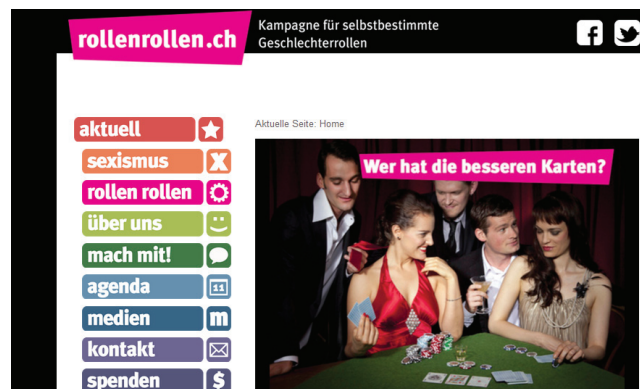 rollenrollen.ch
Kampagne für selbstbestimmte
Geschlechterrollen
f
aktuell
sexismus
X
rollen rollen
über uns
mach mit!
agenda
11
medien
m
kontakt
spenden
$
Aktuelle Seite: Home
Wer hat die besseren Karten?